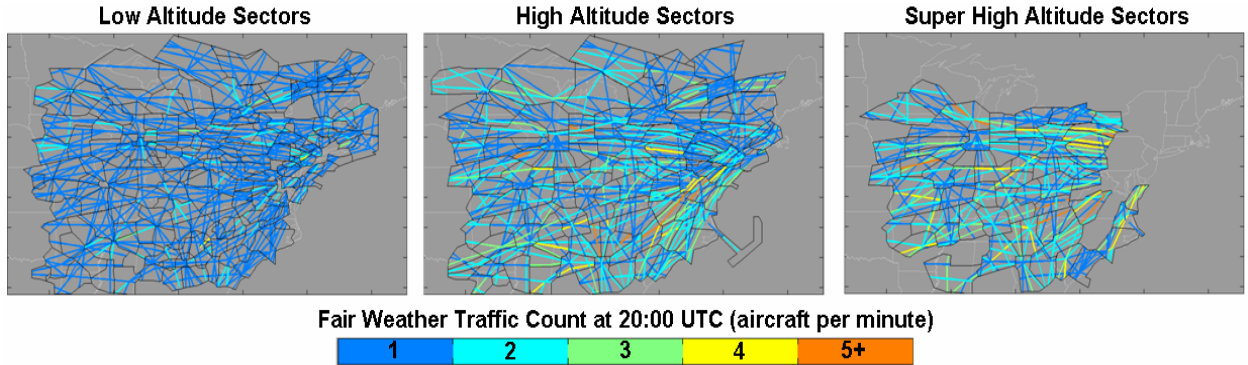 Low Altitude Sectors
High Altitude Sectors
Super High Altitude Sectors
Fair Weather Traffic Count at 20:00 UTC (aircraft per minute)
1 2 3 4 5+